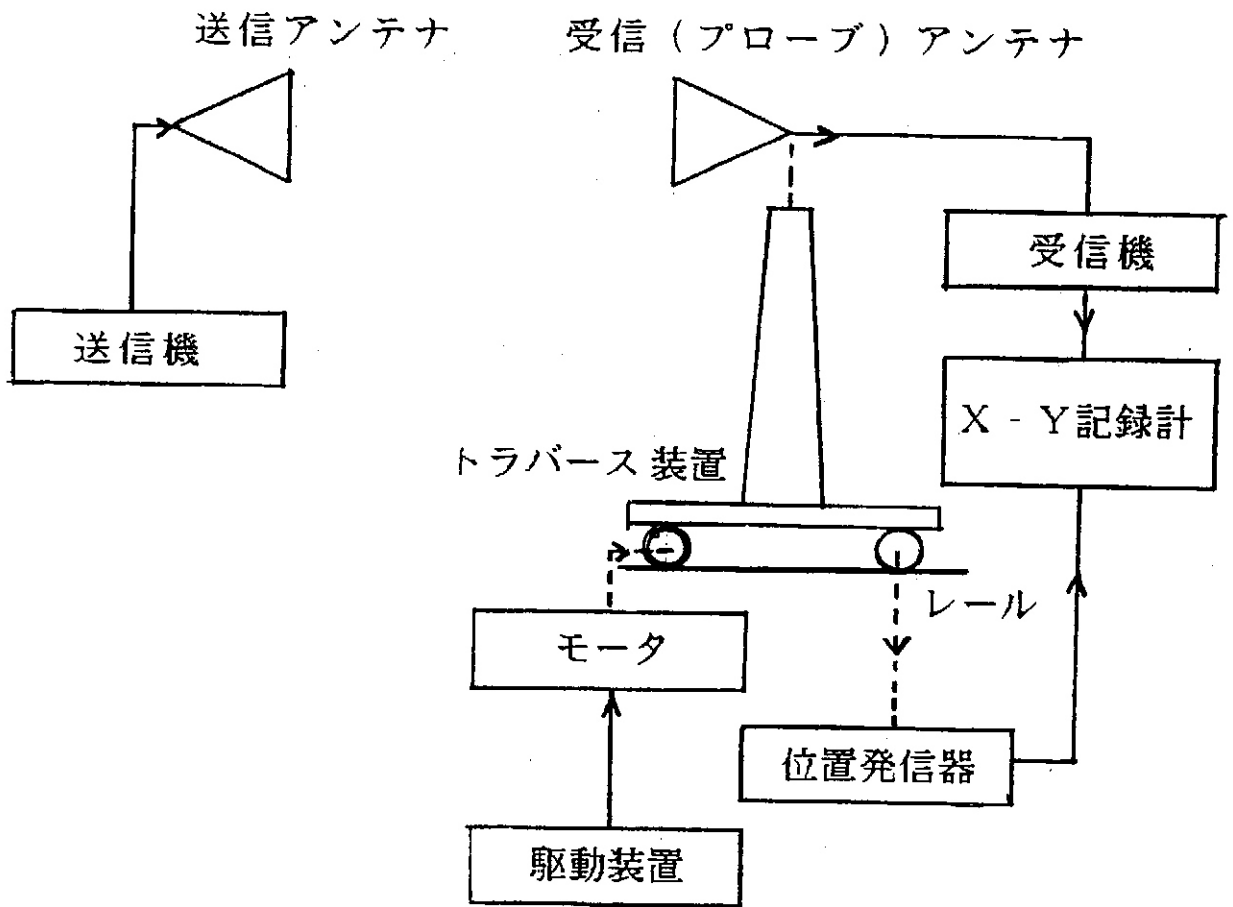 送信アンテナ
受信(プローブ)アンテナ
受信機
送信機
X - Y記録計
トラバース装置
レール
モータ
位置発信器
駆動装置